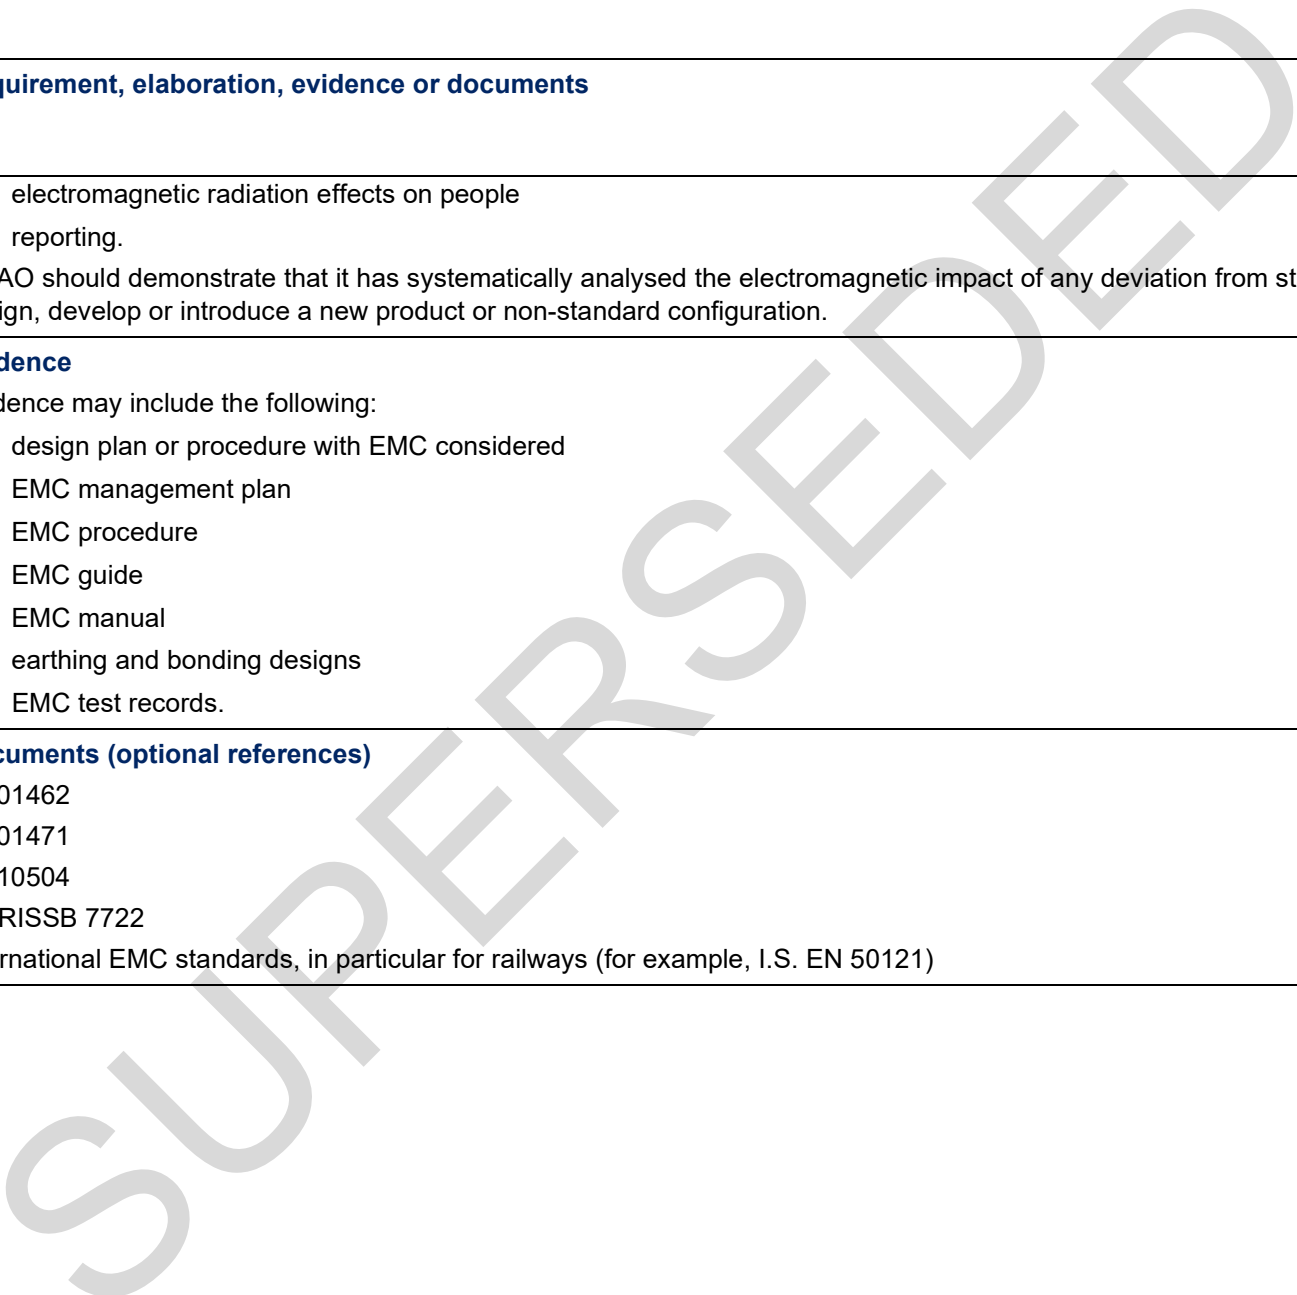 quirement, elaboration, evidence or documents
electromagnetic radiation effects on people
reporting.
AO should demonstrate that it has systematically analysed the electromagnetic impact of any deviation from st
ign, develop or introduce a new product or non-standard configuration.
dence
dence may include the following:
design plan or procedure with EMC considered
EMC management plan
EMC procedure
EMC guide
EMC manual
earthing and bonding designs
EMC test records.
cuments (optional references)
01462
01471
10504
RISSB 7722
rnational EMC standards, in particular for railways (for example, I.S. EN 50121)
SUPERSEDED